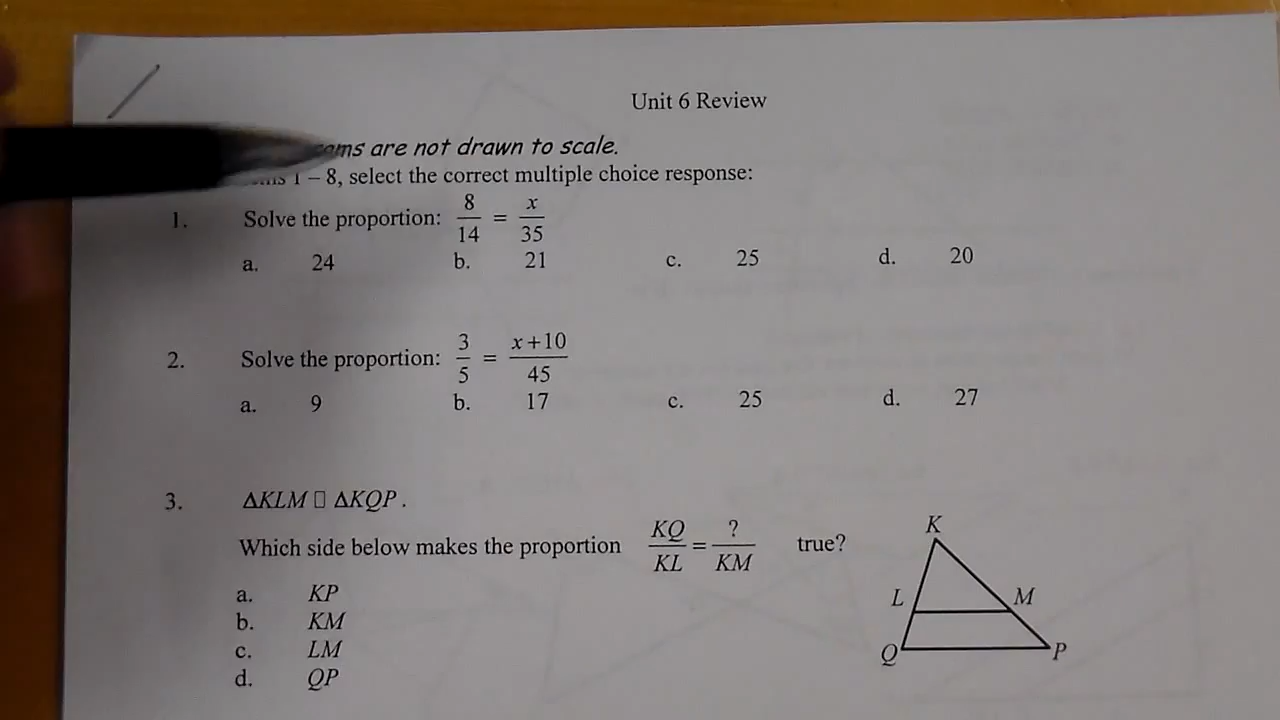 Unit 6 Review
are not drawn to scale.
1 – 8, select the correct multiple choice response:
1. Solve the proportion: 8/14 = x/35
a. 24 b. 21 c. 25 d. 20
2. Solve the proportion: 3/5 = x+10/45
a. 9 b. 17 c. 25 d. 27
3. ΔKLM ▯ ΔKQP.
Which side below makes the proportion KQ/KL = ?/KM true?
a. KP
b. KM
c. LM
d. QP
K
L M
Q P